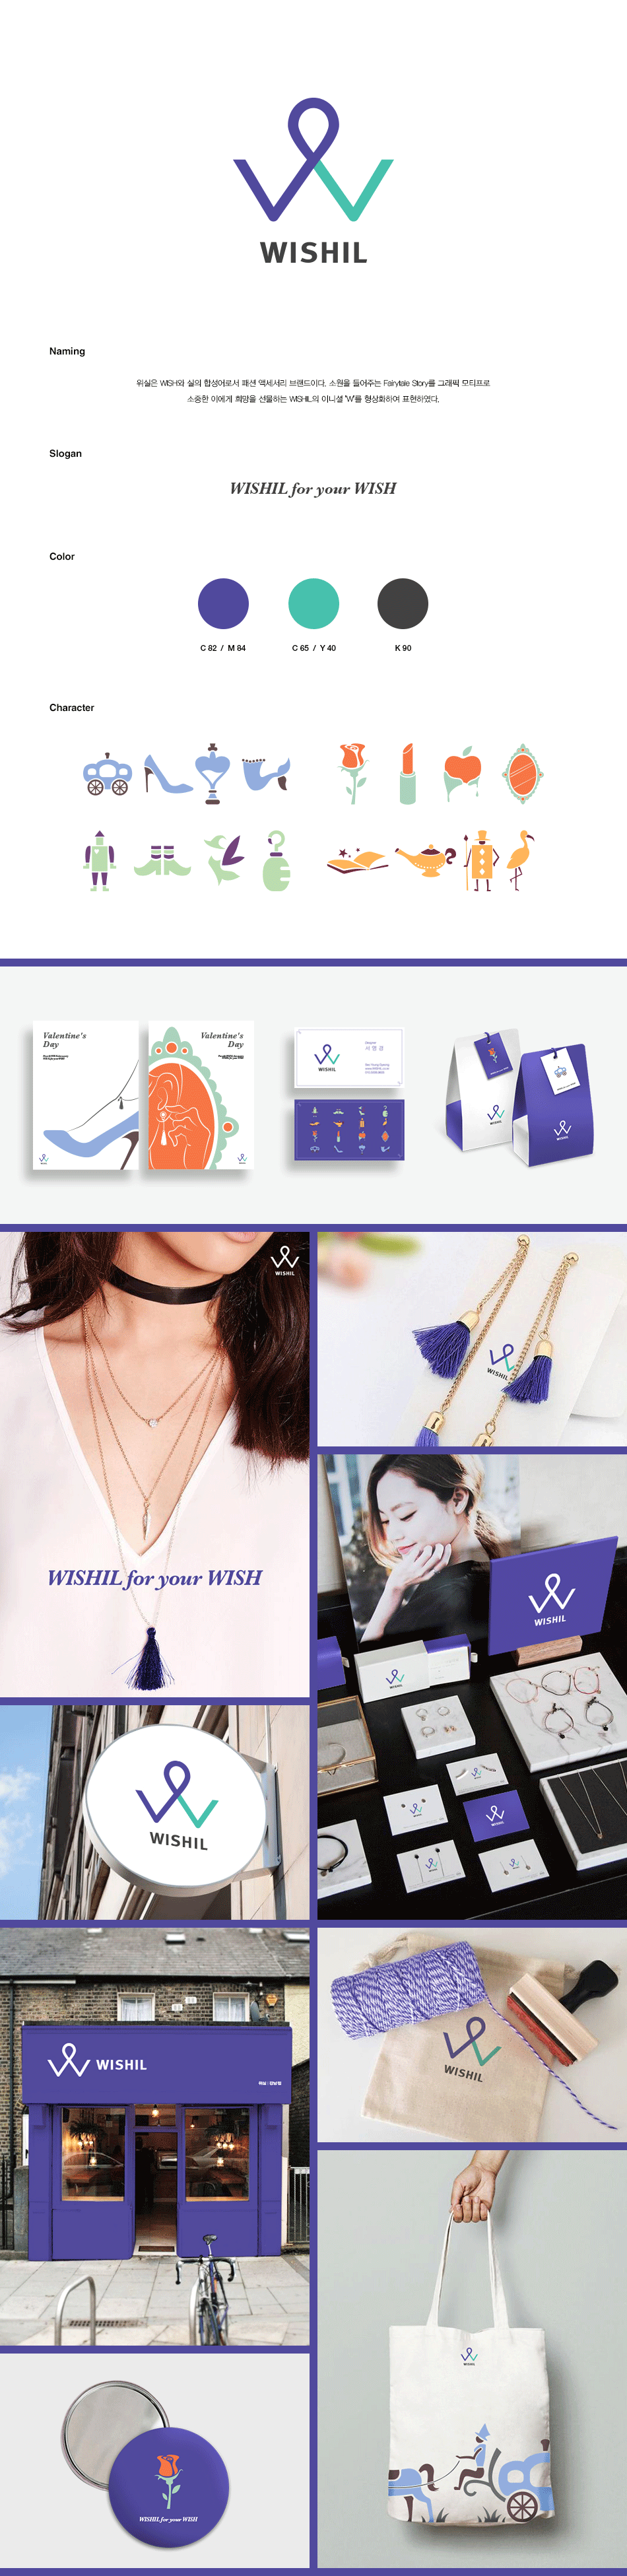 WISHIL
Naming
위실은 WISH와 실의 합성어로서 패션 액세서리 브랜드이다. 소원을 들어주는 Fairytale Story를 그래픽 모티프로
소중한 이에게 희망을 선물하는 WISHIL의 이니셜 'W'를 형상화하여 표현하였다.
Slogan
WISHIL for your WISH
Color
C 82 / M 84
C 65 / Y 40
K 90
Character
Valentine's
Day
Valentine's
Day
WISHIL
WISHIL
WISHIL
WISHIL
WISHIL
WISHIL for your WISH
WISHIL
WISHIL
WISHIL
WISHIL
WISHIL
WISHIL
WISHIL
WISHIL for your WISH